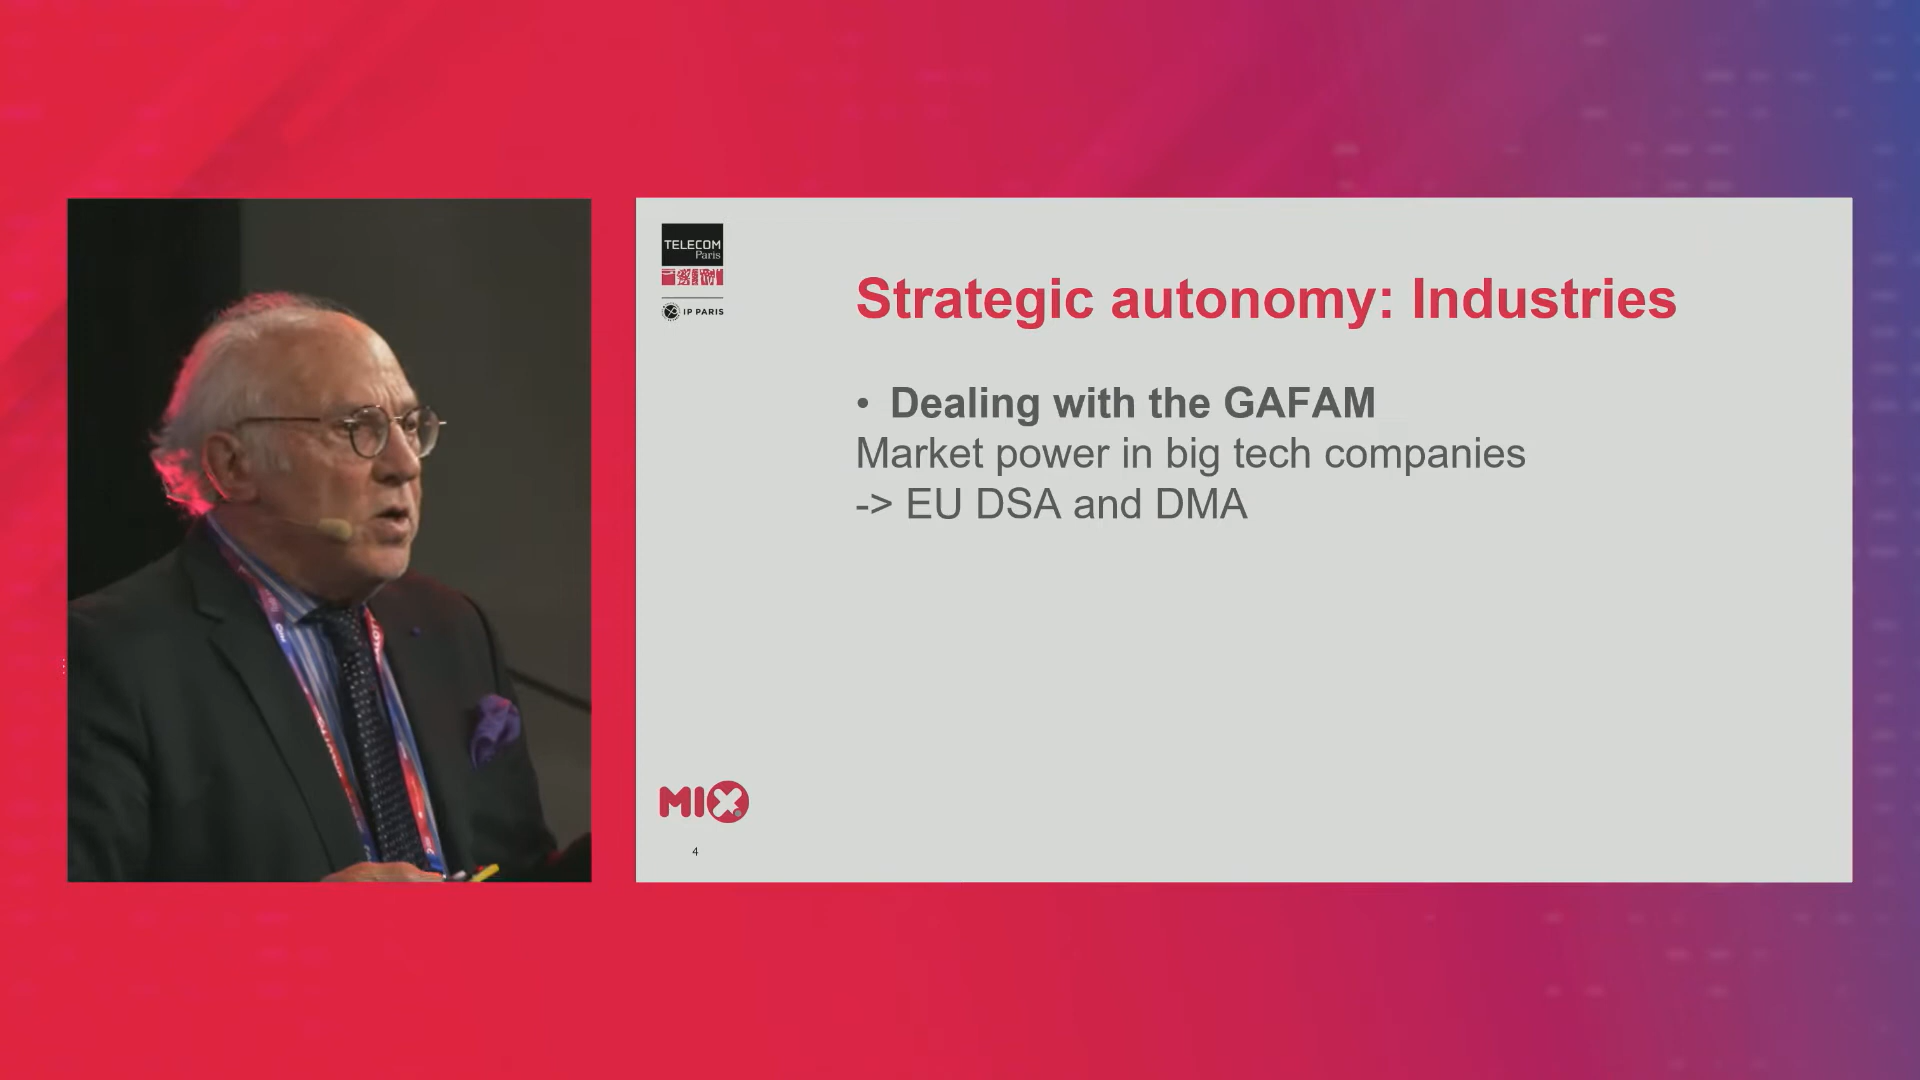 TELECOM
Paris
IP PARIS
Strategic autonomy: Industries
• Dealing with the GAFAM
Market power in big tech companies
-> EU DSA and DMA
MIX
4